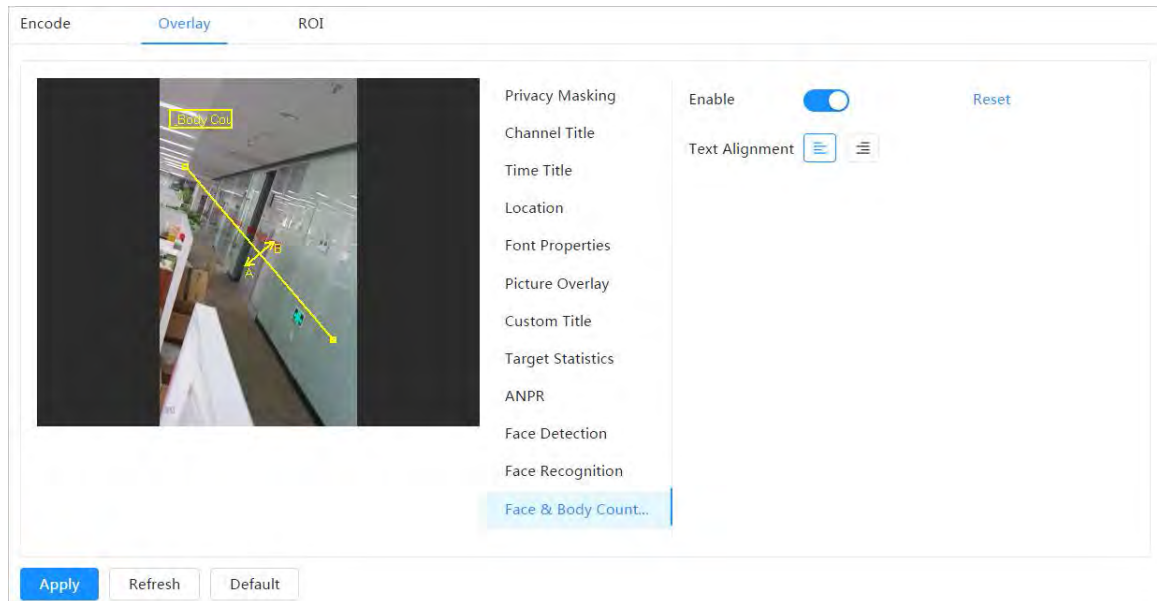 Encode Overlay ROI
Body Cou
B
A
Privacy Masking
Channel Title
Time Title
Location
Font Properties
Picture Overlay
Custom Title
Target Statistics
ANPR
Face Detection
Face Recognition
Face & Body Count...
Enable Reset
Text Alignment
Apply Refresh Default